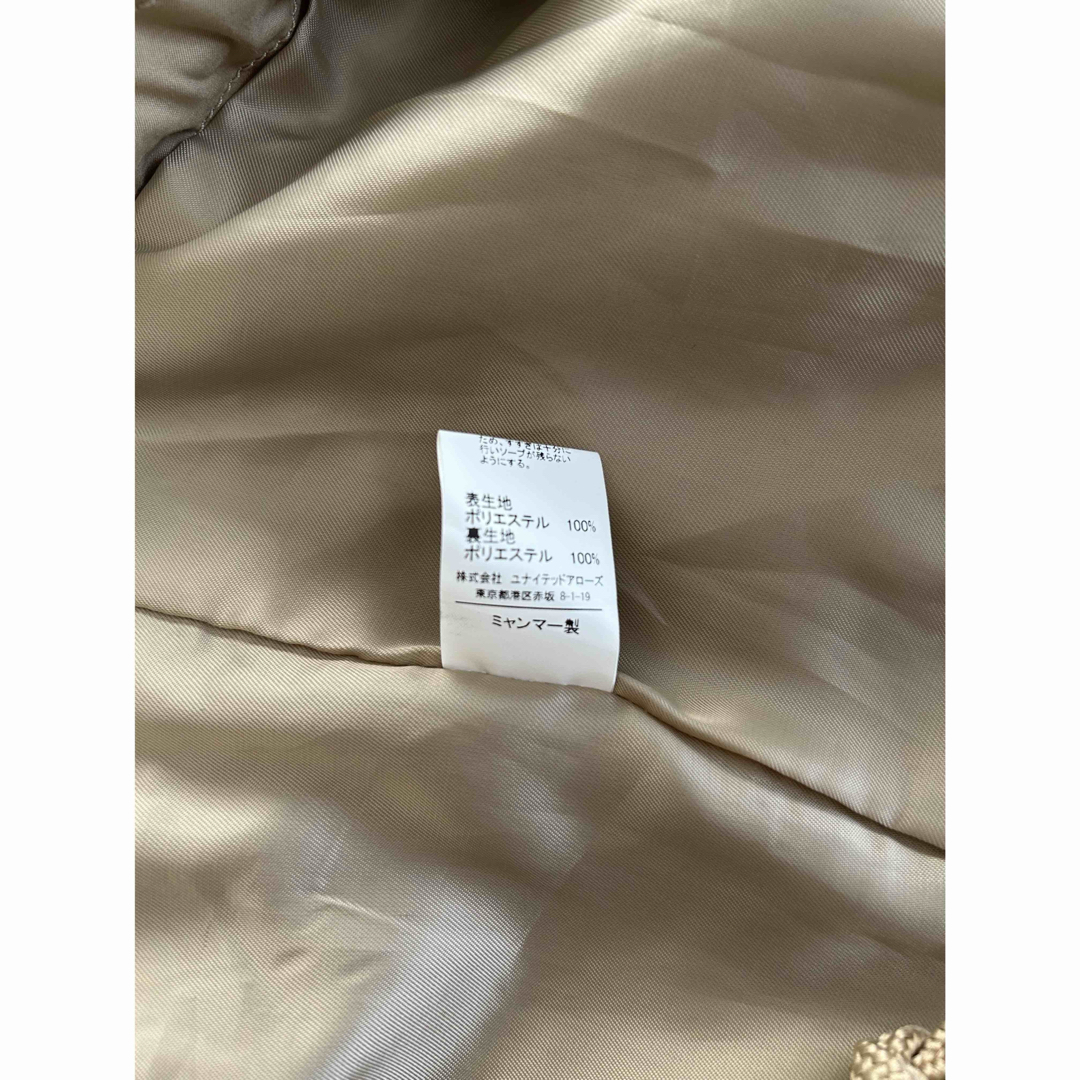 ため、すすぎは十分に
行いソープが残らない
ようにする。
表生地
ポリエステル 100%
裏生地
ポリエステル 100%
株式会社 ユナイテッドアローズ
東京都港区赤坂 8-1-19
ミャンマー製